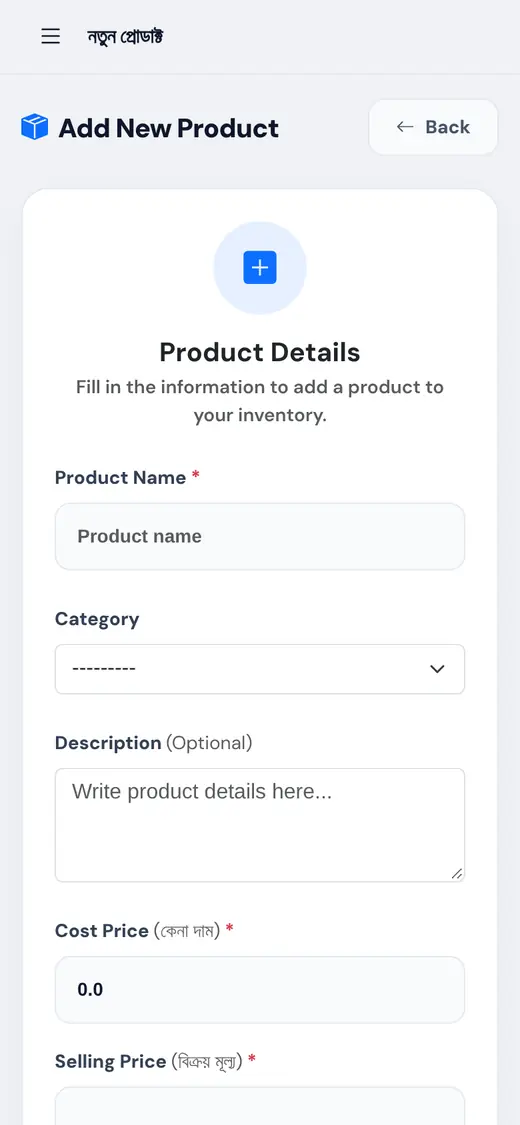 নতুন প্রোডাক্ট
Add New Product
← Back
Product Details
Fill in the information to add a product to
your inventory.
Product Name *
Product name
Category
---------
Description (Optional)
Write product details here...
Cost Price (কেনা দাম) *
0.0
Selling Price (বিক্রয় মূল্য) *